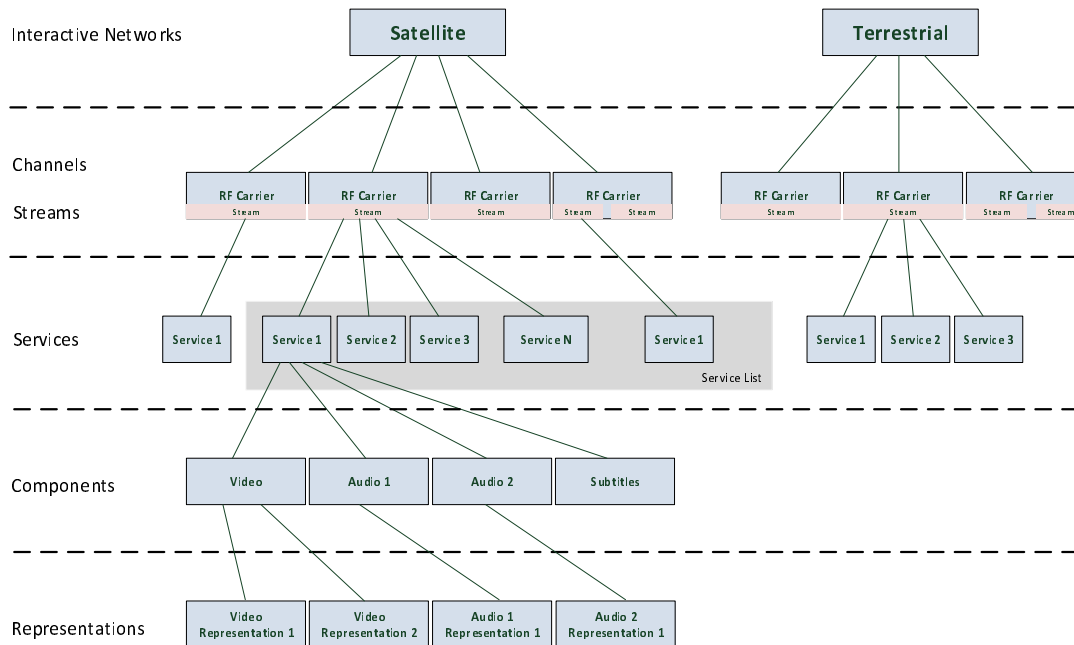 Interactive Networks
Satellite
Terrestrial
Channels
RF Carrier
RF Carrier
RF Carrier
RF Carrier
RF Carrier
RF Carrier
RF Carrier
Streams
Stream
Stream
Stream
Stream
Stream
Stream
Stream
Stream
Stream
Services
Service 1
Service 1
Service 2
Service 3
Service N
Service 1
Service 1
Service 2
Service 3
Service List
Components
Video
Audio 1
Audio 2
Subtitles
Representations
Video
Representation 1
Video
Representation 2
Audio 1
Representation 1
Audio 2
Representation 1